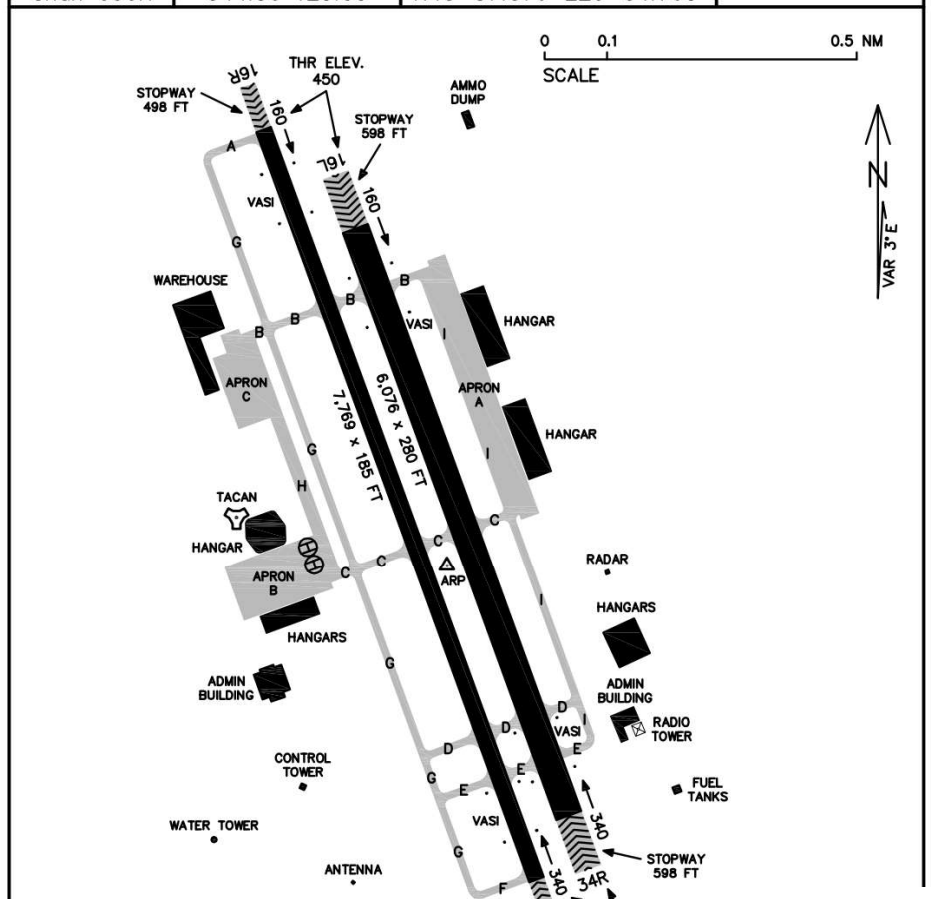 0 0.1 0.5 NM
SCALE
16R
THR ELEV.
450
STOPWAY
498 FT
160
AMMO
DUMP
STOPWAY
598 FT
16L
160
N
VAR 3° E
A
VASI
G
WAREHOUSE
B
B
B
B
VASI
I
HANGAR
APRON
C
APRON
A
6,076 x 280 FT
7,769 x 185 FT
HANGAR
G
I
H
TACAN
HANGAR
C
C
C
C
APRON
B
ARP
RADAR
I
HANGARS
HANGARS
G
ADMIN
BUILDING
ADMIN
BUILDING
RADIO
TOWER
D
D
D
VASI
I
E
E
E
G
CONTROL
TOWER
FUEL
TANKS
VASI
340
WATER TOWER
G
STOPWAY
598 FT
340
34R
ANTENNA
F